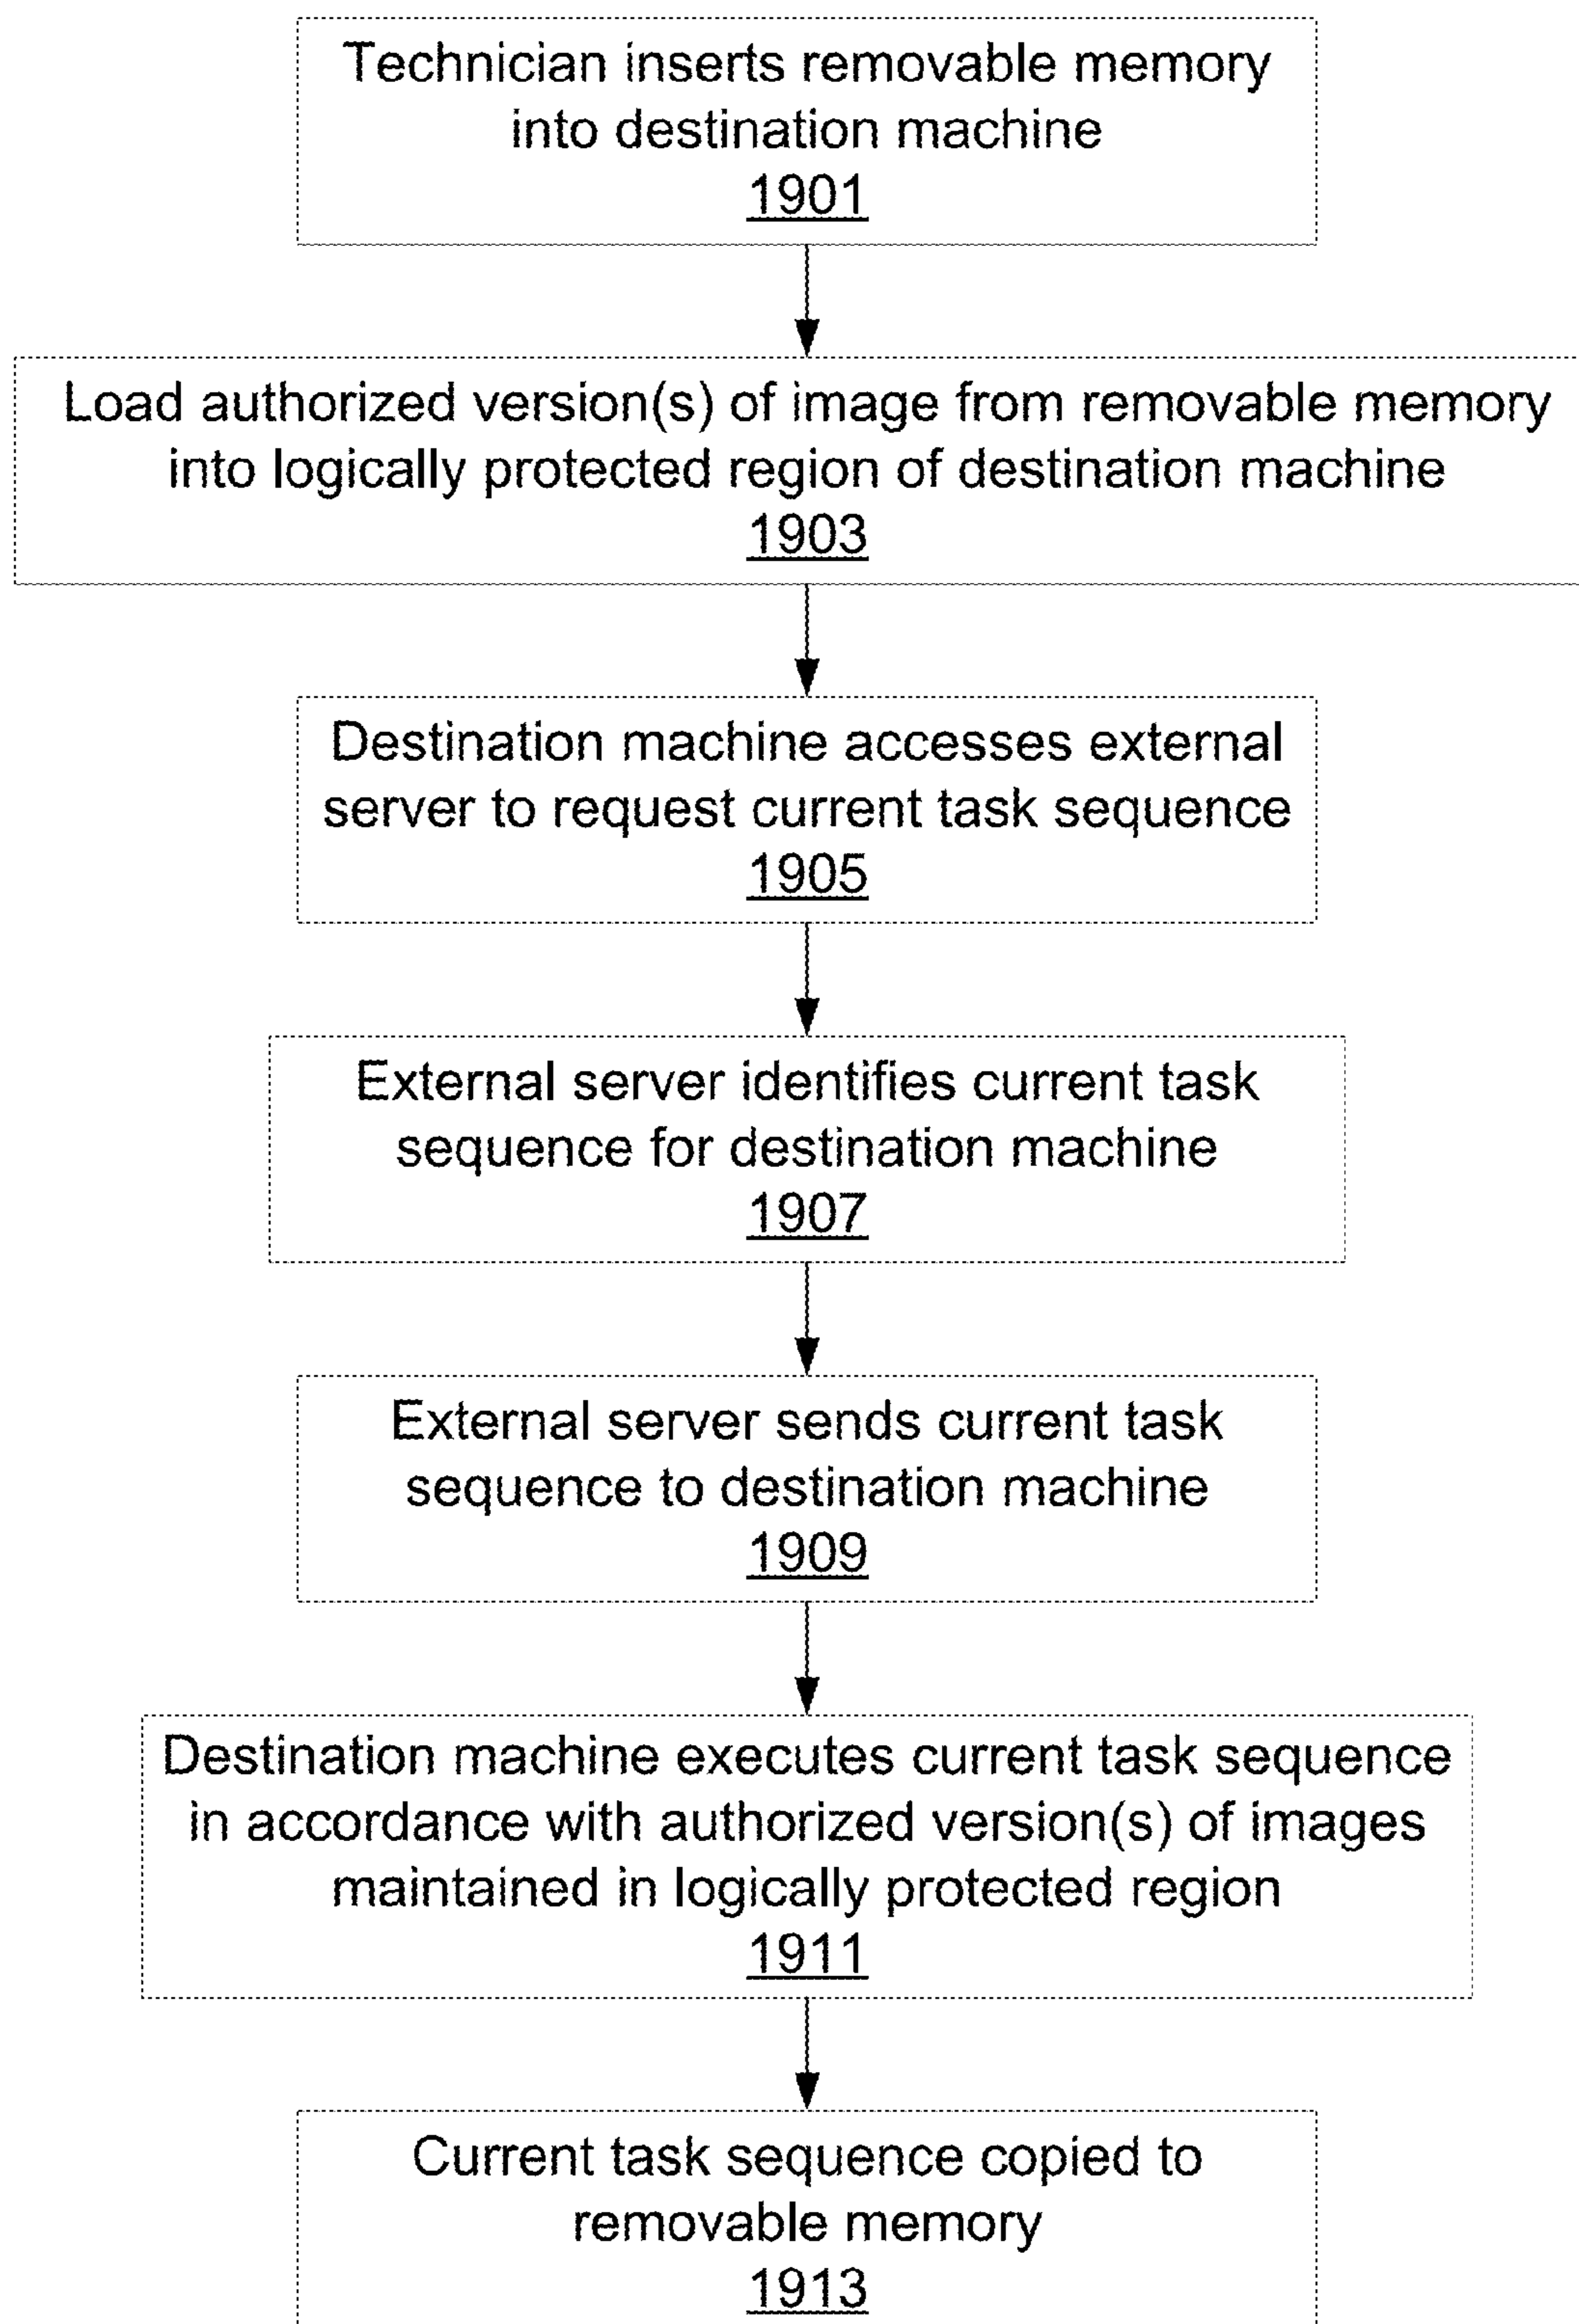 Technician inserts removable memory
into destination machine
1901
Load authorized version(s) of image from removable memory
into logically protected region of destination machine
1903
Destination machine accesses external
server to request current task sequence
1905
External server identifies current task
sequence for destination machine
1907
External server sends current task
sequence to destination machine
1909
Destination machine executes current task sequence
in accordance with authorized version(s) of images
maintained in logically protected region
1911
Current task sequence copied to
removable memory
1913